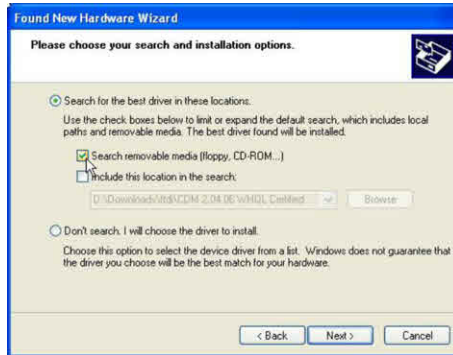 Found New Hardware Wizard
Please choose your search and installation options.
Search for the best driver in these locations.
Use the check boxes below to limit or expand the default search, which includes local
paths and removable media. The best driver found will be installed.
Search removable media (floppy, CD-ROM...)
Include this location in the search:
D:\Downloads\ftdi\CDM 2.04.06 WHQL Certified
Browse
Don't search. I will choose the driver to install.
Choose this option to select the device driver from a list. Windows does not guarantee that
the driver you choose will be the best match for your hardware.
< Back
Next >
Cancel